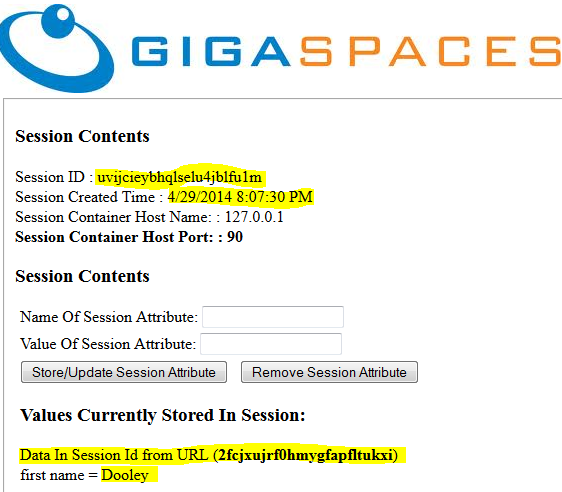 GIGASPACES
Session Contents
Session ID : uvijcieybhqlselu4jblfu1m
Session Created Time : 4/29/2014 8:07:30 PM
Session Container Host Name: : 127.0.0.1
Session Container Host Port: : 90
Session Contents
Name Of Session Attribute:
Value Of Session Attribute:
Store/Update Session Attribute Remove Session Attribute
Values Currently Stored In Session:
Data In Session Id from URL (2fcjxujrf0hmygfapfltukxi)
first name = Dooley